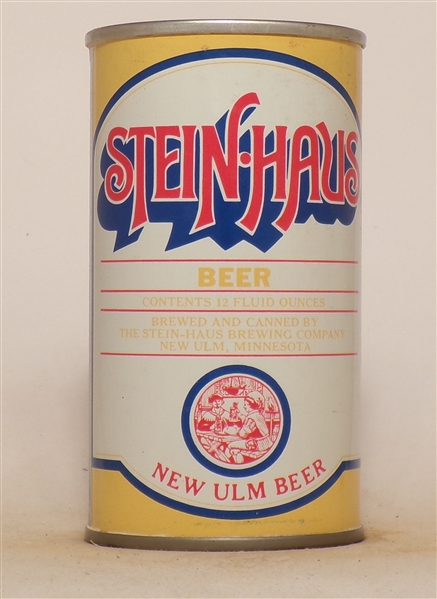 STEIN·HAUS
BEER
CONTENTS 12 FLUID OUNCES
BREWED AND CANNED BY
THE STEIN-HAUS BREWING COMPANY
NEW ULM, MINNESOTA
NEW ULM BEER